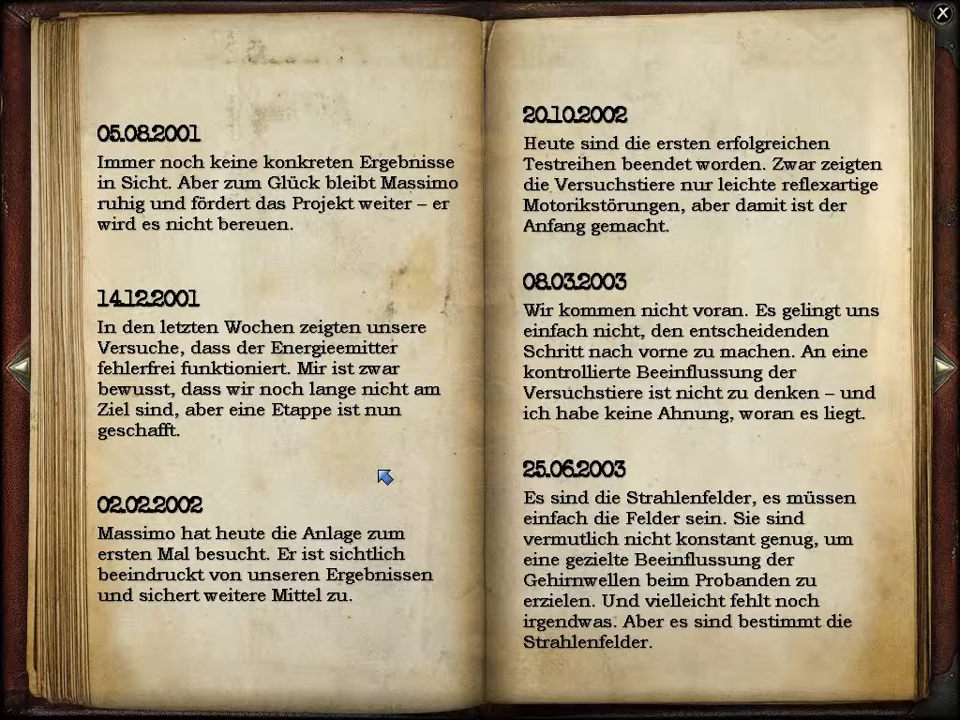 05.08.2001
Immer noch keine konkreten Ergebnisse
in Sicht. Aber zum Glück bleibt Massimo
ruhig und fördert das Projekt weiter – er
wird es nicht bereuen.
14.12.2001
In den letzten Wochen zeigten unsere
Versuche, dass der Energieemitter
fehlerfrei funktioniert. Mir ist zwar
bewusst, dass wir noch lange nicht am
Ziel sind, aber eine Etappe ist nun
geschafft.
02.02.2002
Massimo hat heute die Anlage zum
ersten Mal besucht. Er ist sichtlich
beeindruckt von unseren Ergebnissen
und sichert weitere Mittel zu.
20.10.2002
Heute sind die ersten erfolgreichen
Testreihen beendet worden. Zwar zeigten
die Versuchstiere nur leichte reflexartige
Motorikstörungen, aber damit ist der
Anfang gemacht.
08.03.2003
Wir kommen nicht voran. Es gelingt uns
einfach nicht, den entscheidenden
Schritt nach vorne zu machen. An eine
kontrollierte Beeinflussung der
Versuchstiere ist nicht zu denken – und
ich habe keine Ahnung, woran es liegt.
25.06.2003
Es sind die Strahlenfelder, es müssen
einfach die Felder sein. Sie sind
vermutlich nicht konstant genug, um
eine gezielte Beeinflussung der
Gehirnwellen beim Probanden zu
erzielen. Und vielleicht fehlt noch
irgendwas. Aber es sind bestimmt die
Strahlenfelder.